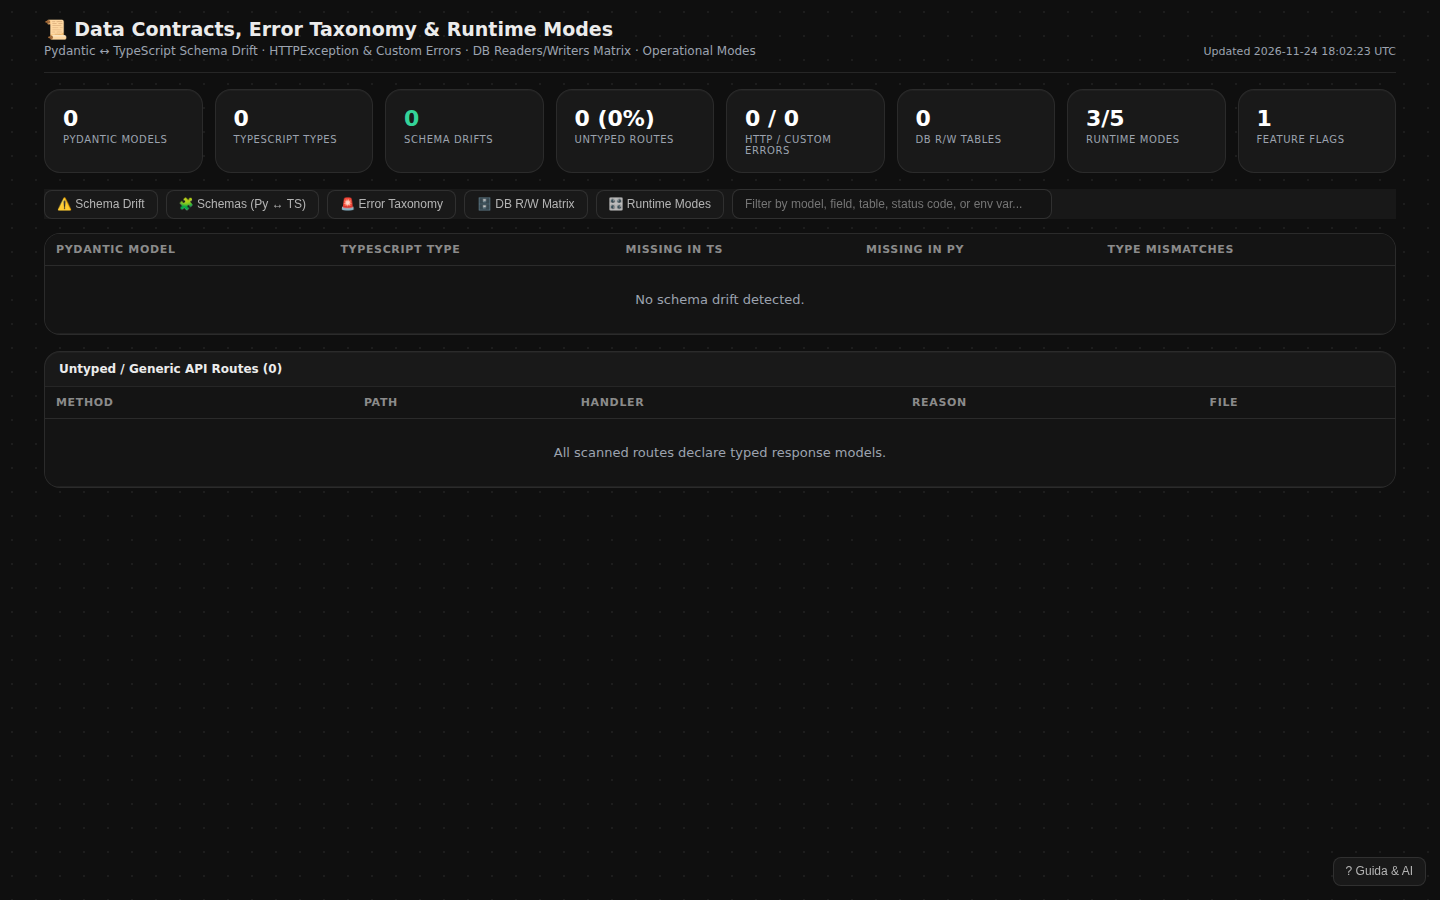 📜 Data Contracts, Error Taxonomy & Runtime Modes
Pydantic ↔ TypeScript Schema Drift · HTTPException & Custom Errors · DB Readers/Writers Matrix · Operational Modes
Updated 2026-11-24 18:02:23 UTC
0
PYDANTIC MODELS
0
TYPESCRIPT TYPES
0
SCHEMA DRIFTS
0 (0%)
UNTYPED ROUTES
0 / 0
HTTP / CUSTOM
ERRORS
0
DB R/W TABLES
3/5
RUNTIME MODES
1
FEATURE FLAGS
⚠️ Schema Drift
🧩 Schemas (Py ↔ TS)
🚨 Error Taxonomy
🗄️ DB R/W Matrix
🎛️ Runtime Modes
Filter by model, field, table, status code, or env var...
PYDANTIC MODEL TYPESCRIPT TYPE MISSING IN TS MISSING IN PY TYPE MISMATCHES
No schema drift detected.
Untyped / Generic API Routes (0)
METHOD PATH HANDLER REASON FILE
All scanned routes declare typed response models.
? Guida & AI